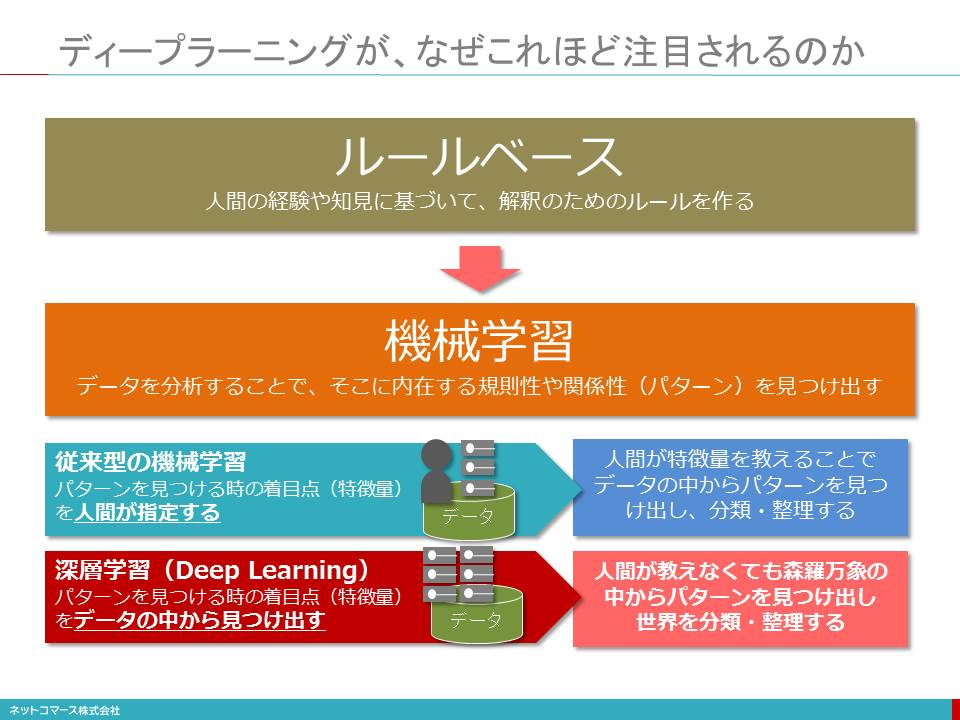 ディープラーニングが、なぜこれほど注目されるのか
ルールベース
人間の経験や知見に基づいて、解釈のためのルールを作る
機械学習
データを分析することで、そこに内在する規則性や関係性（パターン）を見つけ出す
従来型の機械学習
パターンを見つける時の着目点（特徴量）
を人間が指定する
データ
人間が特徴量を教えることで
データの中からパターンを見つ
け出し、分類・整理する
深層学習（Deep Learning）
パターンを見つける時の着目点（特徴量）
をデータの中から見つけ出す
データ
人間が教えなくても森羅万象の
中からパターンを見つけ出し
世界を分類・整理する
ネットコマース株式会社